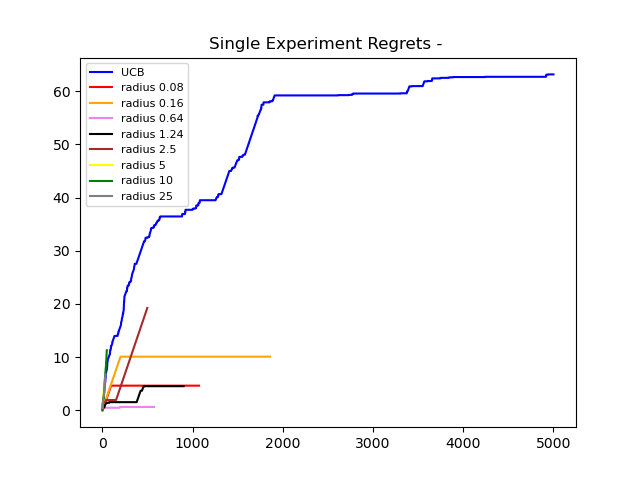 Single Experiment Regrets -
UCB
radius 0.08
radius 0.16
radius 0.64
radius 1.24
radius 2.5
radius 5
radius 10
radius 25
60
50
40
30
20
10
0
0 1000 2000 3000 4000 5000